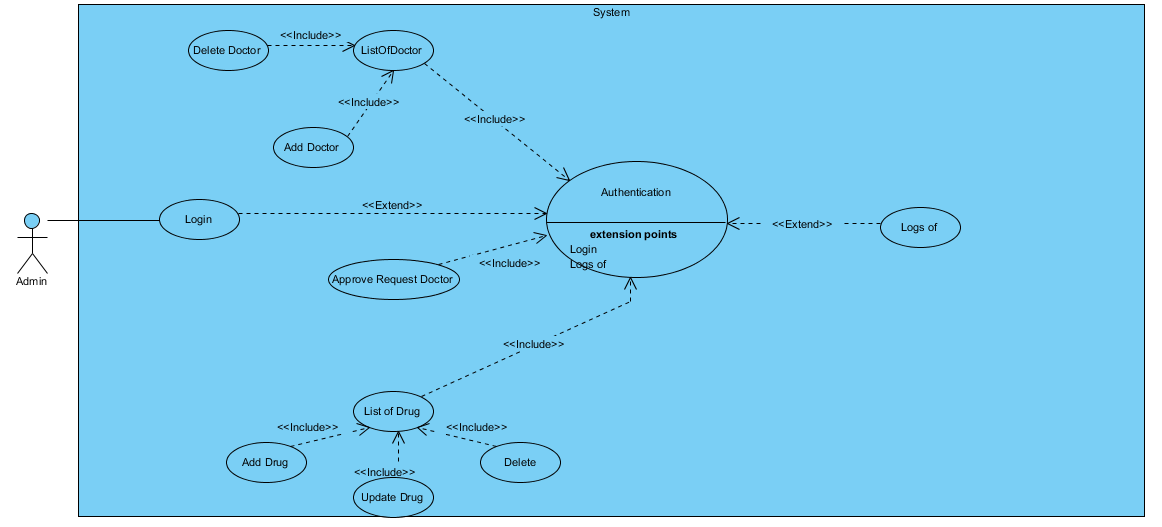 System
<<Include>>
Delete Doctor
ListOfDoctor
<<Include>>
<<Include>>
Add Doctor
Authentication
<<Extend>>
Login
<<Extend>>
Logs of
extension points
Login
Logs of
<<Include>>
Approve Request Doctor
Admin
<<Include>>
List of Drug
<<Include>>
<<Include>>
Add Drug
Delete
<<Include>>
Update Drug